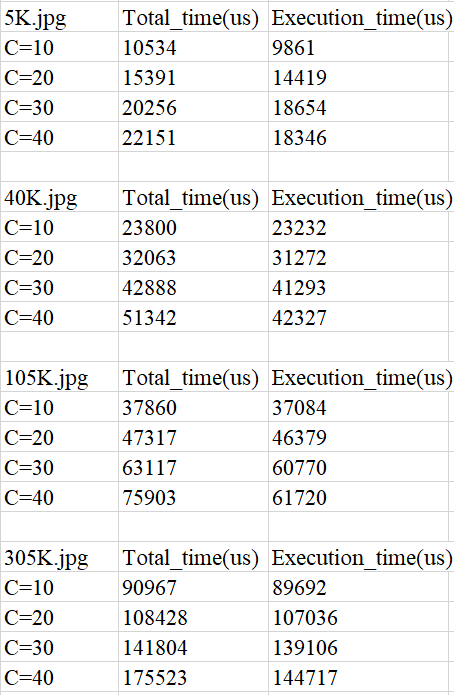 5K.jpg Total_time(us) Execution_time(us)
C=10 10534 9861
C=20 15391 14419
C=30 20256 18654
C=40 22151 18346
40K.jpg Total_time(us) Execution_time(us)
C=10 23800 23232
C=20 32063 31272
C=30 42888 41293
C=40 51342 42327
105K.jpg Total_time(us) Execution_time(us)
C=10 37860 37084
C=20 47317 46379
C=30 63117 60770
C=40 75903 61720
305K.jpg Total_time(us) Execution_time(us)
C=10 90967 89692
C=20 108428 107036
C=30 141804 139106
C=40 175523 144717